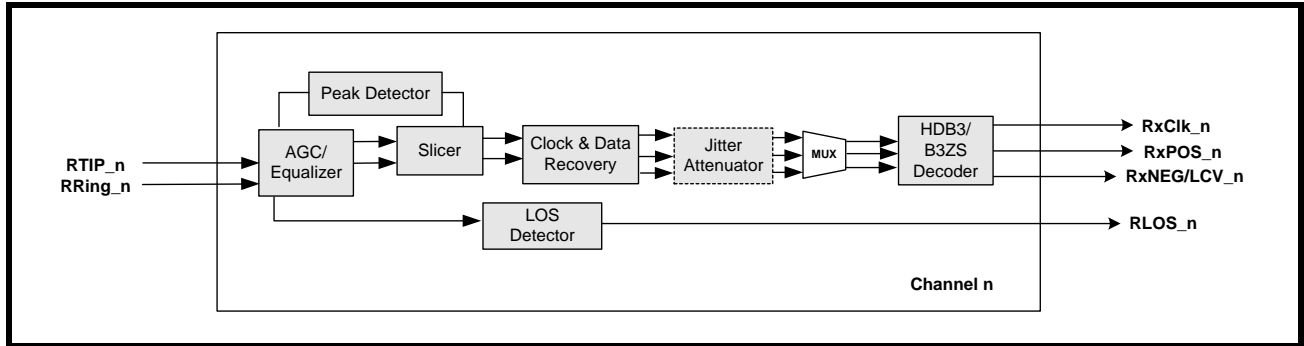 Peak Detector
RTIP_n
RRing_n
AGC/
Equalizer
Slicer
Clock & Data
Recovery
Jitter
Attenuator
MUX
HDB3/
B3ZS
Decoder
RxClk_n
RxPOS_n
RxNEG/LCV_n
LOS
Detector
RLOS_n
Channel n